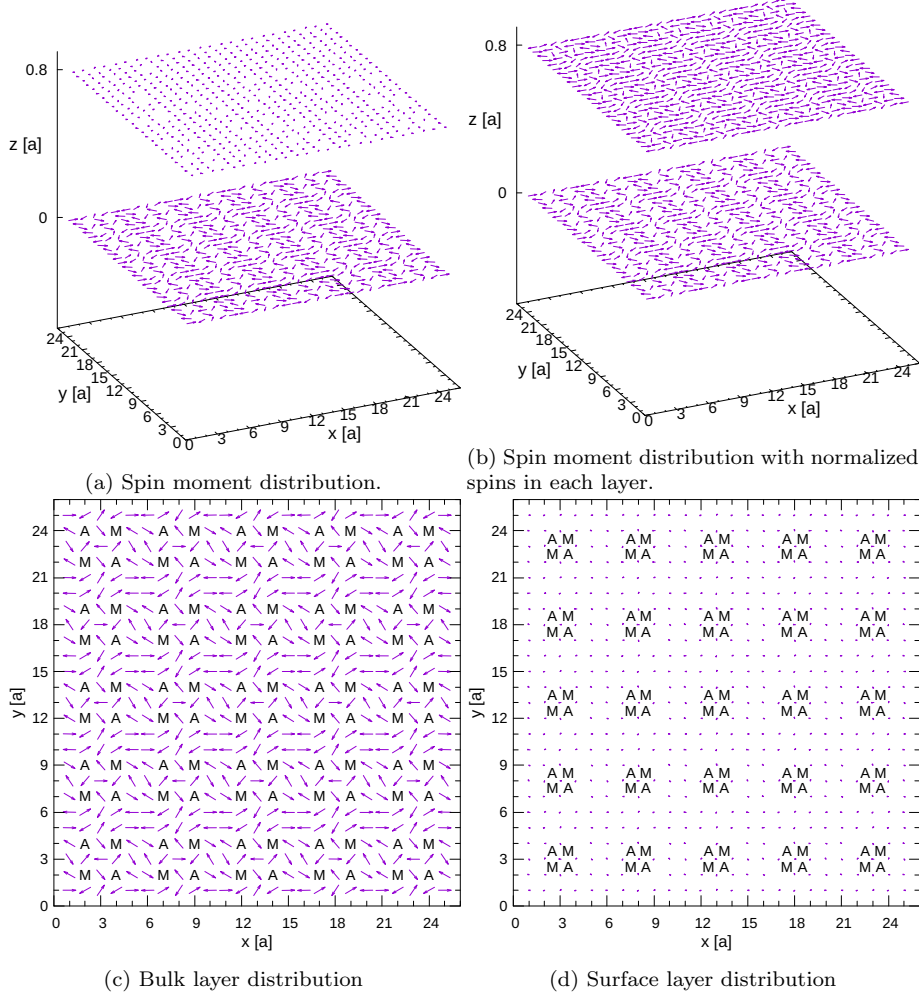 0.8
z [a]
0
24
21
18
15
12
9
6
3
0
y [a]
0 3 6 9 12 15 18 21 24
x [a]
(a) Spin moment distribution.
0.8
z [a]
0
24
21
18
15
12
9
6
3
0
y [a]
0 3 6 9 12 15 18 21 24
x [a]
(b) Spin moment distribution with normalized
spins in each layer.
24
21
18
15
12
9
6
3
0
y [a]
A M A M A M A M A M
M A M A M A M A M A
A M A M A M A M A M
M A M A M A M A M A
A M A M A M A M A M
M A M A M A M A M A
A M A M A M A M A M
M A M A M A M A M A
A M A M A M A M A M
M A M A M A M A M A
0 3 6 9 12 15 18 21 24
x [a]
(c) Bulk layer distribution
24
21
18
15
12
9
6
3
0
y [a]
A M A M A M A M A M
M A M A M A M A M A
A M A M A M A M A M
M A M A M A M A M A
A M A M A M A M A M
M A M A M A M A M A
A M A M A M A M A M
M A M A M A M A M A
A M A M A M A M A M
M A M A M A M A M A
0 3 6 9 12 15 18 21 24
x [a]
(d) Surface layer distribution